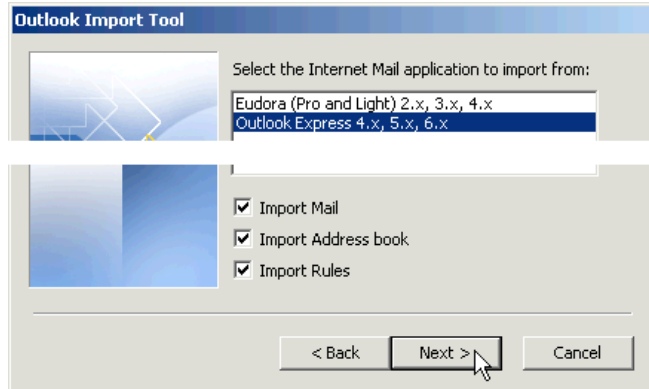 Outlook Import Tool
Select the Internet Mail application to import from:
Eudora (Pro and Light) 2.x, 3.x, 4.x
Outlook Express 4.x, 5.x, 6.x
Import Mail
Import Address book
Import Rules
< Back Next > Cancel